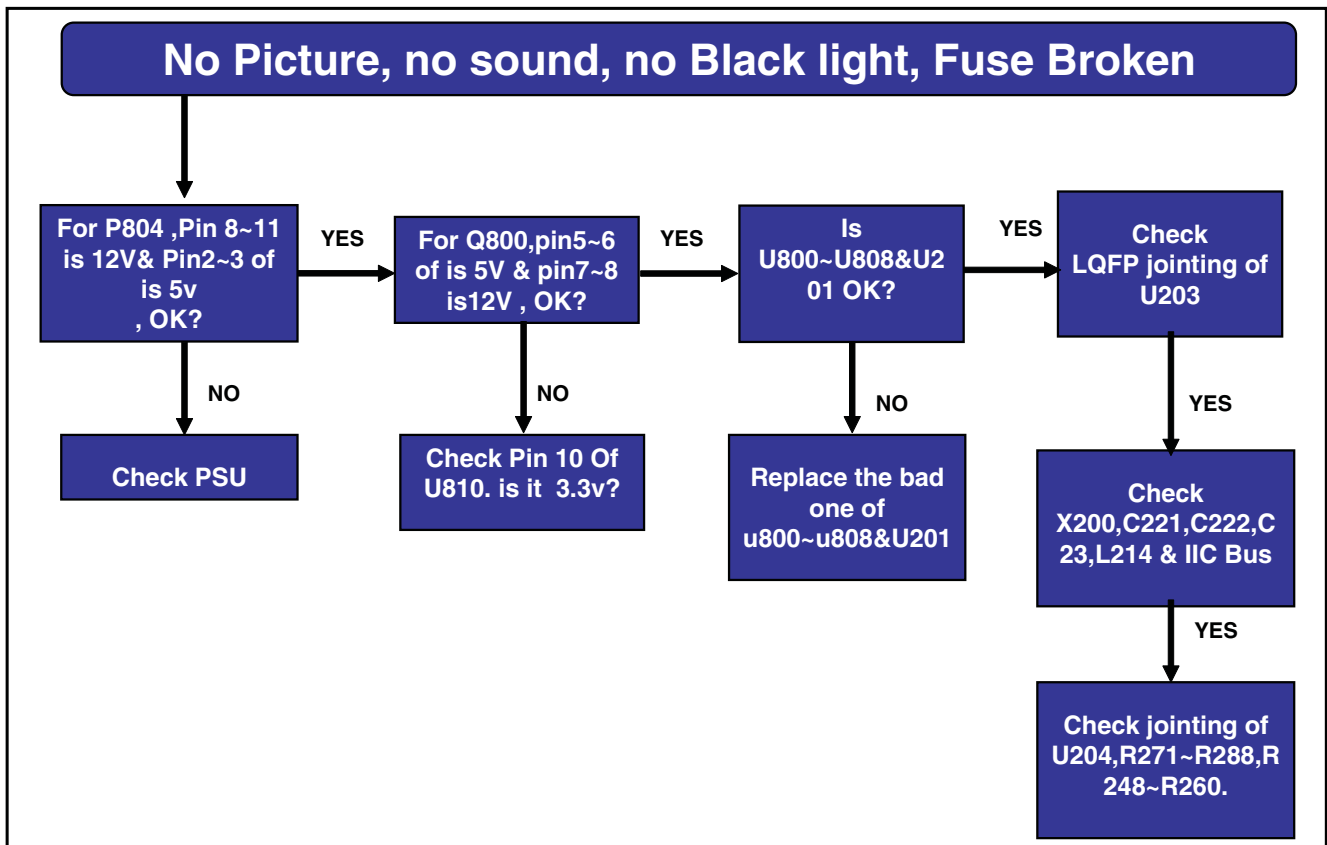 No Picture, no sound, no Black light, Fuse Broken
For P804 ,Pin 8~11
is 12V& Pin2~3 of
is 5v
, OK?
YES
For Q800,pin5~6
of is 5V & pin7~8
is12V , OK?
YES
Is
U800~U808&U2
01 OK?
YES
Check
LQFP jointing of
U203
NO
Check PSU
NO
Check Pin 10 Of
U810. is it 3.3v?
NO
Replace the bad
one of
u800~u808&U201
YES
Check
X200,C221,C222,C
23,L214 & IIC Bus
YES
Check jointing of
U204,R271~R288,R
248~R260.